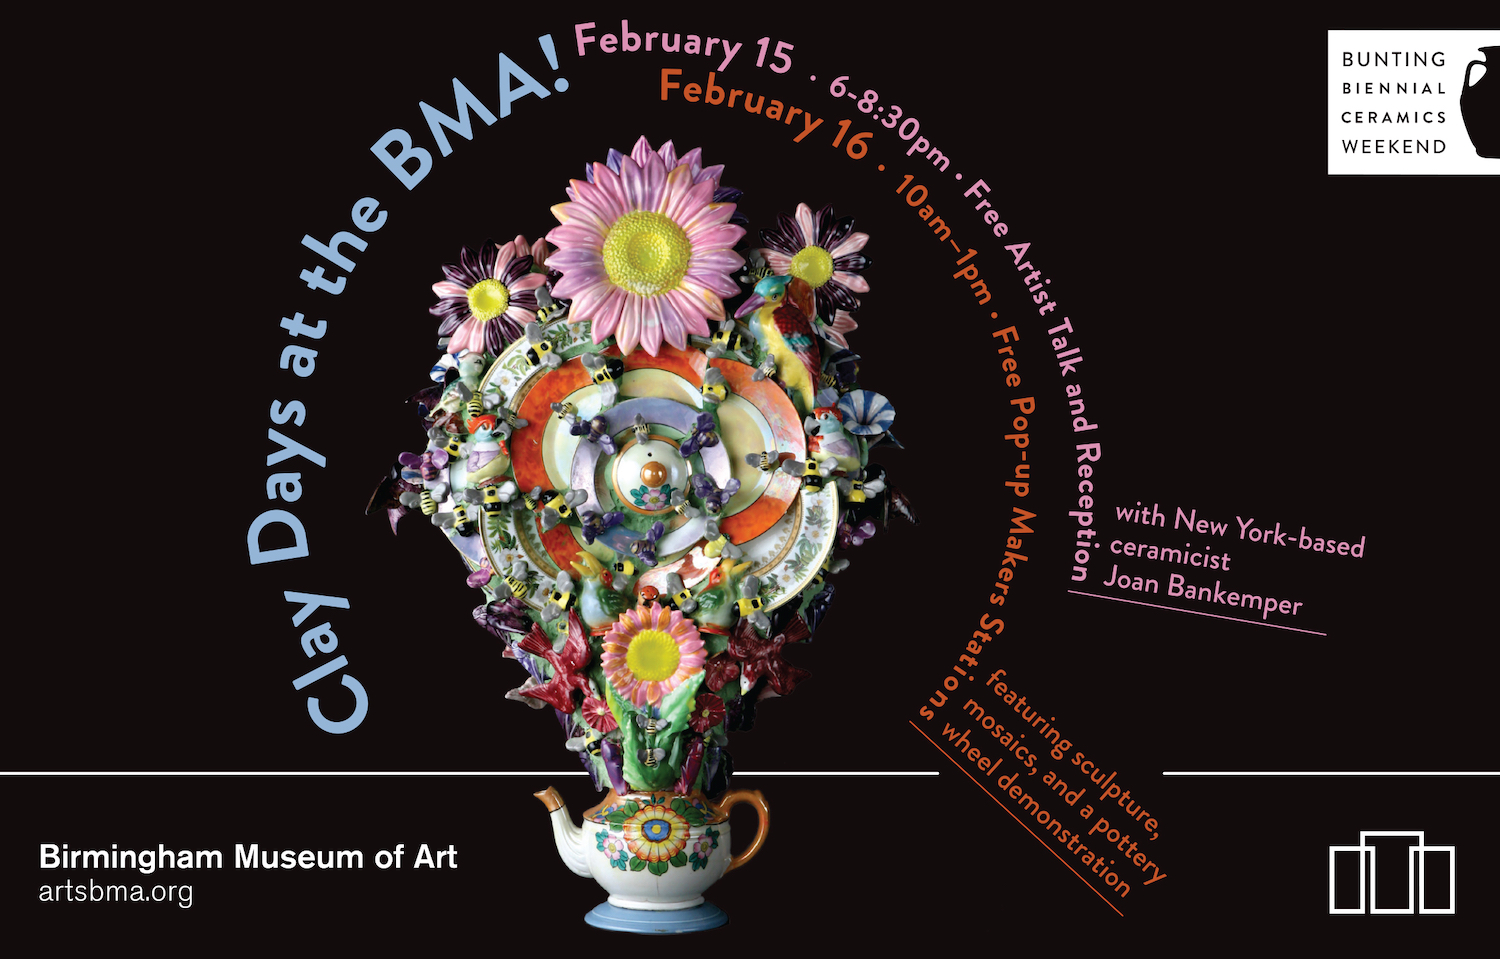 Clay Days at the BMA!
February 15 · 6-8:30pm · Free Artist Talk and Reception
with New York-based
ceramicist
Joan Bankemper
February 16 · 10am–1pm · Free Pop-up Makers Stations
featuring sculpture,
mosaics, and a pottery
wheel demonstration
BUNTING
BIENNIAL
CERAMICS
WEEKEND
Birmingham Museum of Art
artsbma.org